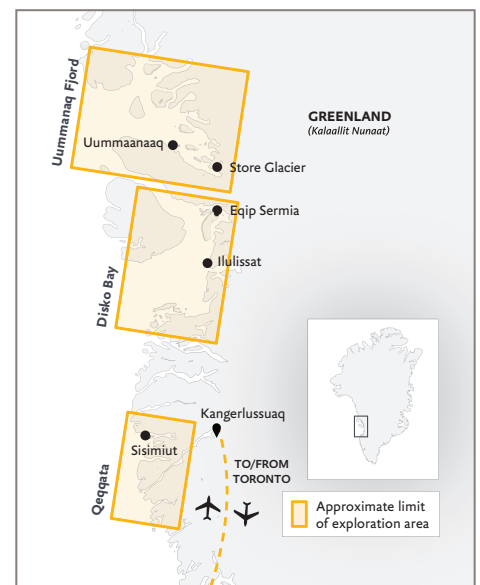 Uummanaq Fjord
GREENLAND
(Kalaallit Nunaat)
Uummaanaaq
Store Glacier
Eqip Sermia
Disko Bay
Ilulissat
Kangerlussuaq
Qeqqata
Sisimiut
TO/FROM
TORONTO
Approximate limit
of exploration area